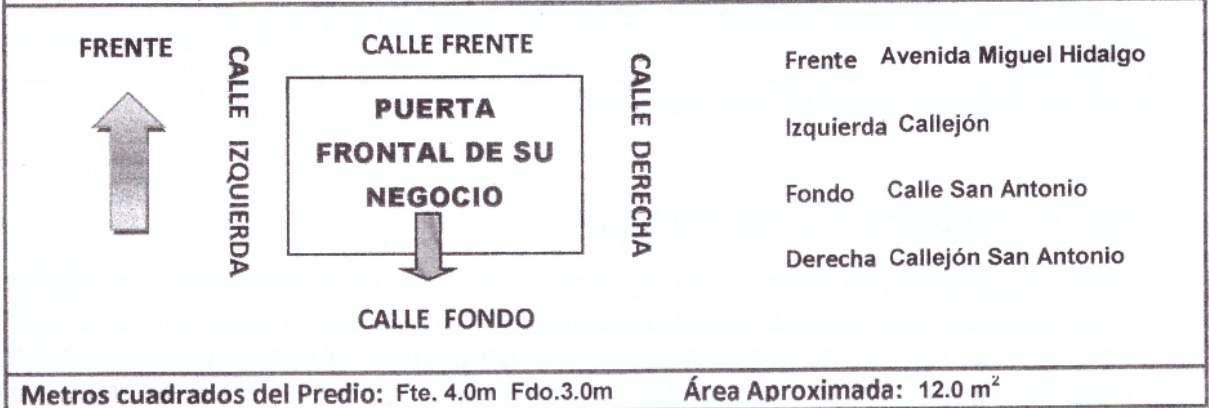 FRENTE
CALLE IZQUIERDA
CALLE FRENTE
PUERTA
FRONTAL DE SU
NEGOCIO
CALLE FONDO
CALLE DERECHA
Frente Avenida Miguel Hidalgo
Izquierda Callejón
Fondo Calle San Antonio
Derecha Callejón San Antonio
Metros cuadrados del Predio: Fte. 4.0m Fdo.3.0m Área Aproximada: 12.0 m²